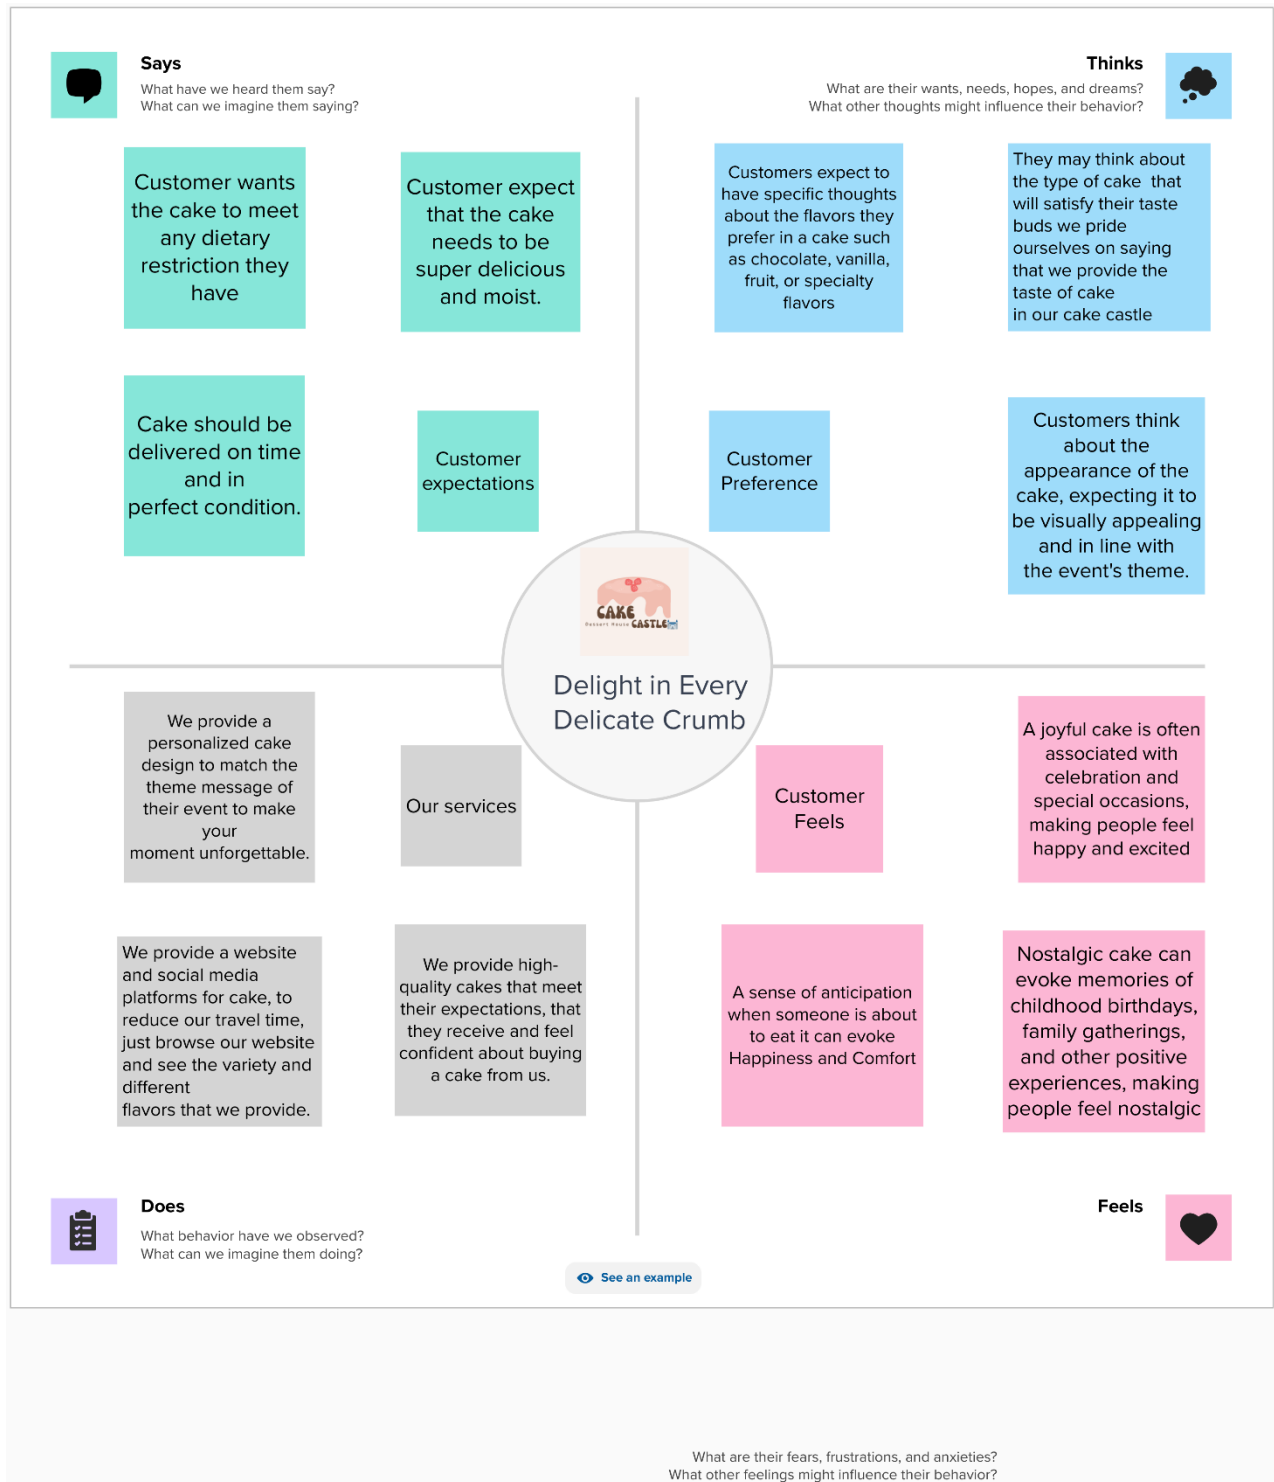 Says
What have we heard them say?
What can we imagine them saying?
Thinks
What are their wants, needs, hopes, and dreams?
What other thoughts might influence their behavior?
Customer wants
the cake to meet
any dietary
restriction they
have
Customer expect
that the cake
needs to be
super delicious
and moist.
Customers expect to
have specific thoughts
about the flavors they
prefer in a cake such
as chocolate, vanilla,
fruit, or specialty
flavors
They may think about
the type of cake  that
will satisfy their taste
buds we pride
ourselves on saying
that we provide the
taste of cake
in our cake castle
Cake should be
delivered on time
and in
perfect condition.
Customer
expectations
Customer
Preference
Customers think
about the
appearance of the
cake, expecting it to
be visually appealing
and in line with
the event's theme.
CAKE
Dessert House CASTLE
Delight in Every
Delicate Crumb
We provide a
personalized cake
design to match the
theme message of
their event to make
your
moment unforgettable.
Our services
Customer
Feels
A joyful cake is often
associated with
celebration and
special occasions,
making people feel
happy and excited
We provide a website
and social media
platforms for cake, to
reduce our travel time,
just browse our website
and see the variety and
different
flavors that we provide.
We provide high-
quality cakes that meet
their expectations, that
they receive and feel
confident about buying
a cake from us.
A sense of anticipation
when someone is about
to eat it can evoke
Happiness and Comfort
Nostalgic cake can
evoke memories of
childhood birthdays,
family gatherings,
and other positive
experiences, making
people feel nostalgic
Does
What behavior have we observed?
What can we imagine them doing?
Feels
See an example
What are their fears, frustrations, and anxieties?
What other feelings might influence their behavior?